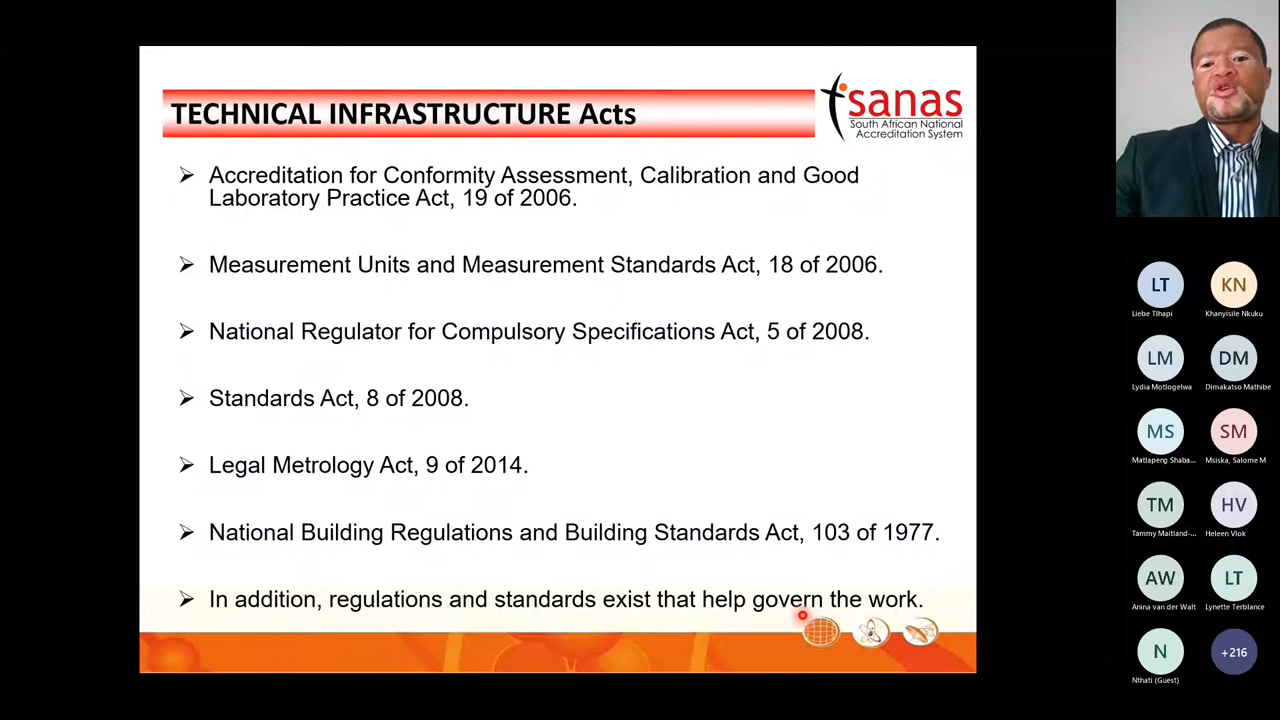 TECHNICAL INFRASTRUCTURE Acts
sanas
South African National
Accreditation System
➢ Accreditation for Conformity Assessment, Calibration and Good
Laboratory Practice Act, 19 of 2006.
➢ Measurement Units and Measurement Standards Act, 18 of 2006.
➢ National Regulator for Compulsory Specifications Act, 5 of 2008.
➢ Standards Act, 8 of 2008.
➢ Legal Metrology Act, 9 of 2014.
➢ National Building Regulations and Building Standards Act, 103 of 1977.
➢ In addition, regulations and standards exist that help govern the work.
LT KN
Liebe Tlhapi Khanyisile Nkuku
LM DM
Lydia Motlogelwa Dimakatso Mathibe
MS SM
Matlapeng Shaba... Msiska, Salome M
TM HV
Tammy Maitland-... Heleen Vlok
AW LT
Anina van der Walt Lynette Terblance
N +216
Nthati (Guest)